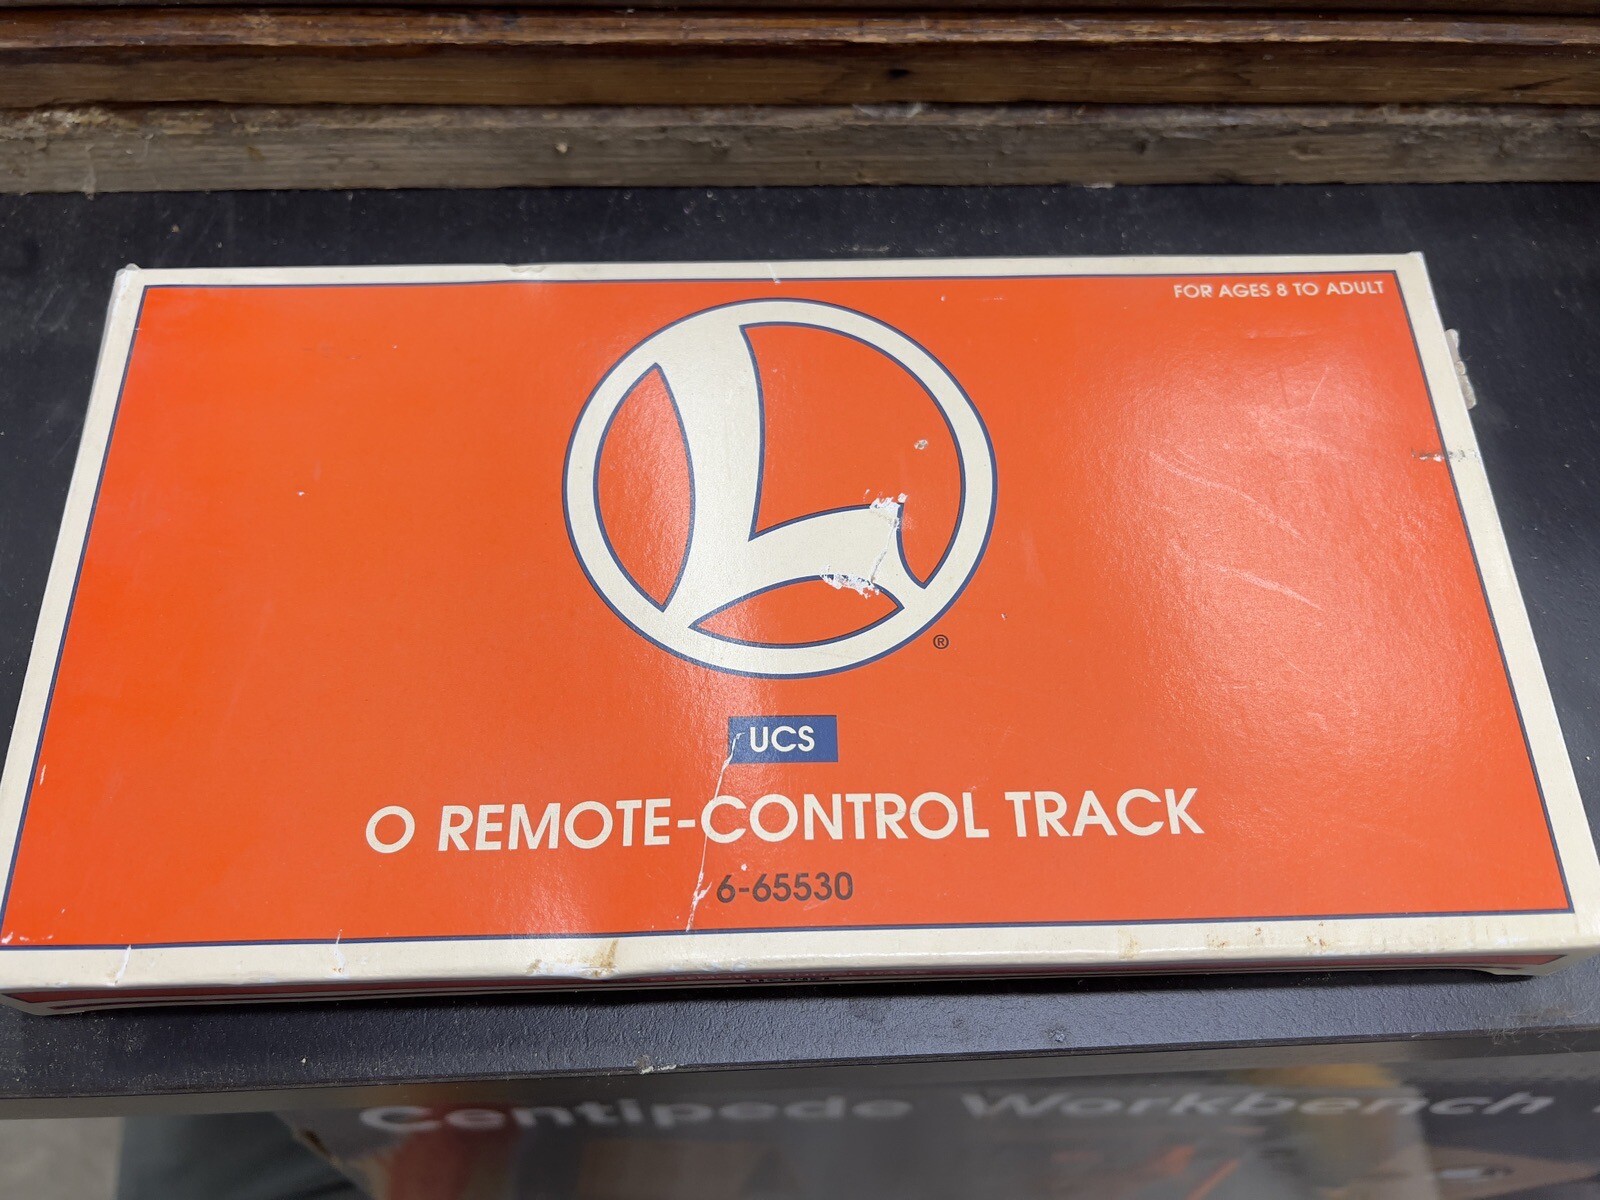 FOR AGES 8 TO ADULT
L
®
UCS
O REMOTE-CONTROL TRACK
6-65530
Centipede Workbench